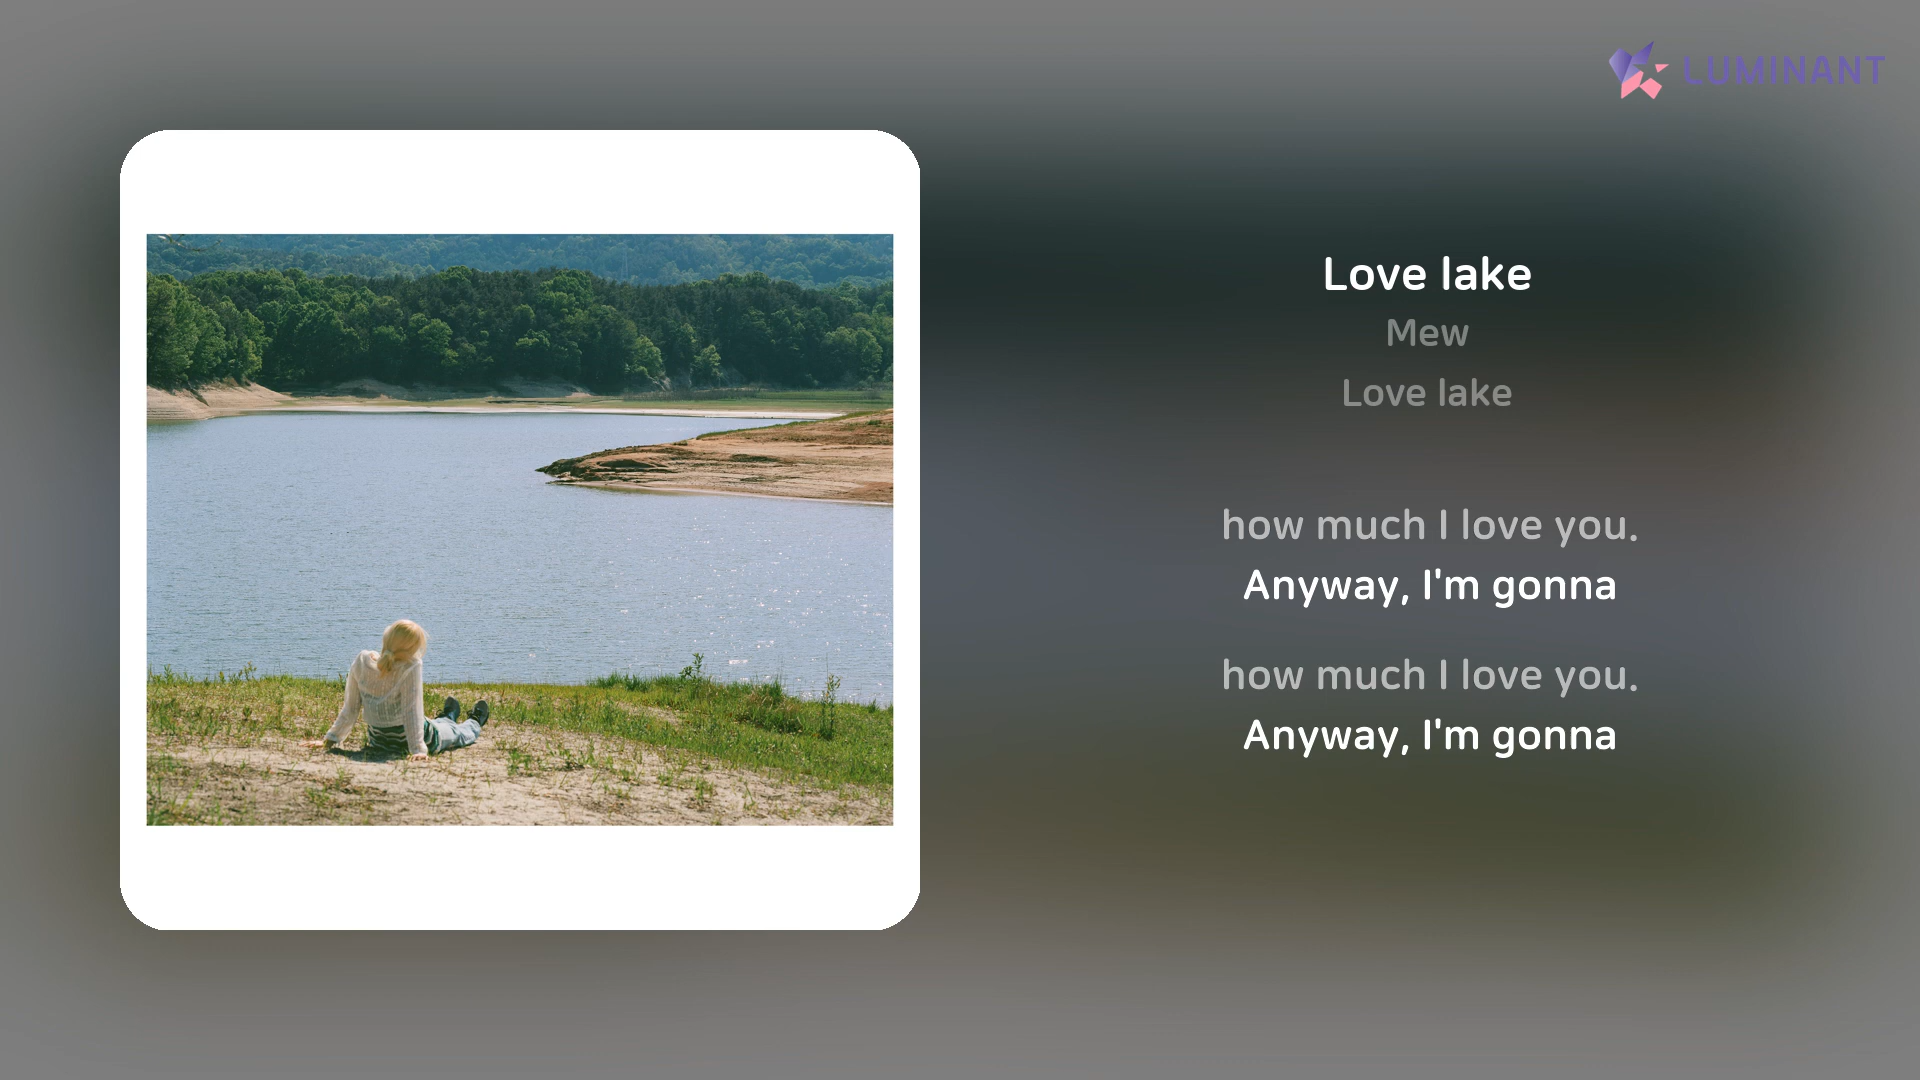 LUMINANT
Love lake
Mew
Love lake
how much I love you.
Anyway, I'm gonna
how much I love you.
Anyway, I'm gonna